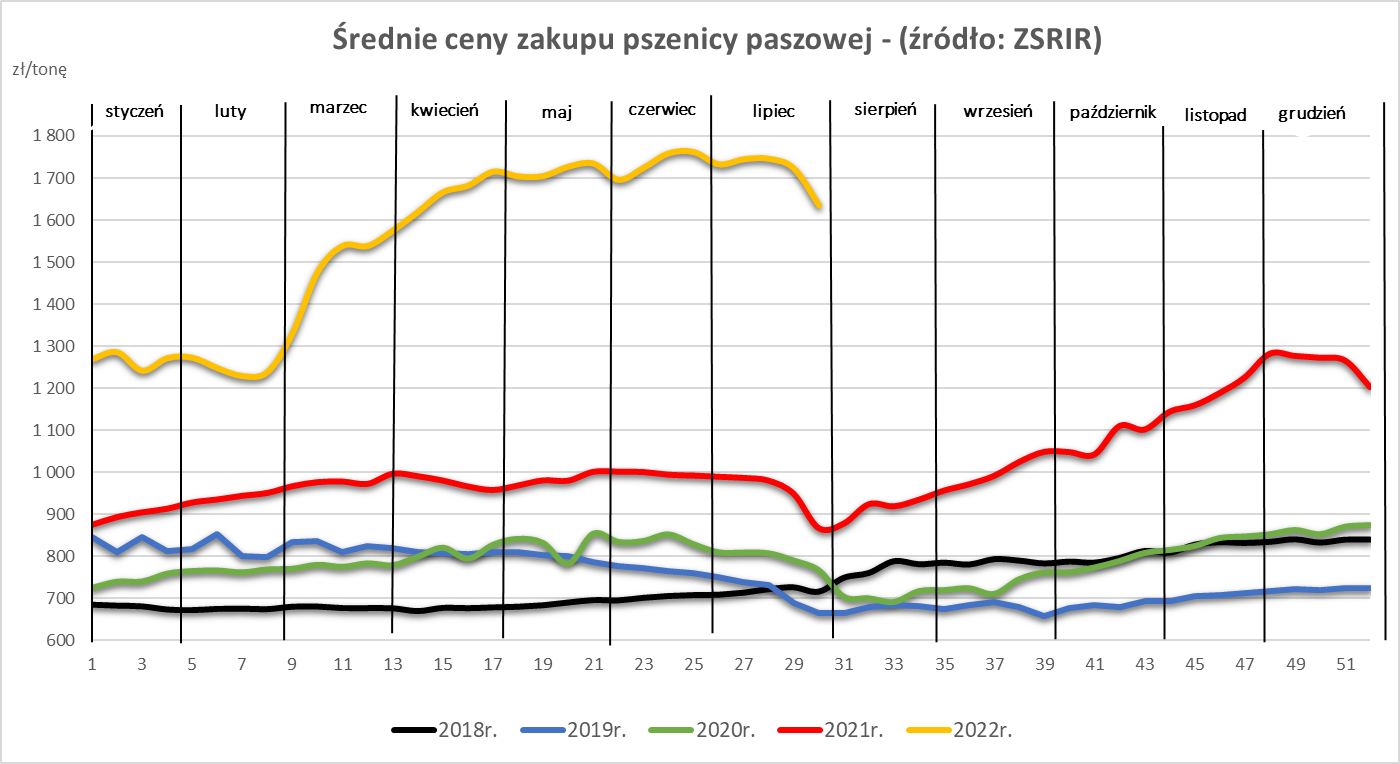 Średnie ceny zakupu pszenicy paszowej - (źródło: ZSRIR)
zł/tonę
styczeń luty marzec kwiecień maj czerwiec lipiec sierpień wrzesień październik listopad grudzień
1 800
1 700
1 600
1 500
1 400
1 300
1 200
1 100
1 000
900
800
700
600
1 3 5 7 9 11 13 15 17 19 21 23 25 27 29 31 33 35 37 39 41 43 45 47 49 51
2018r. 2019r. 2020r. 2021r. 2022r.